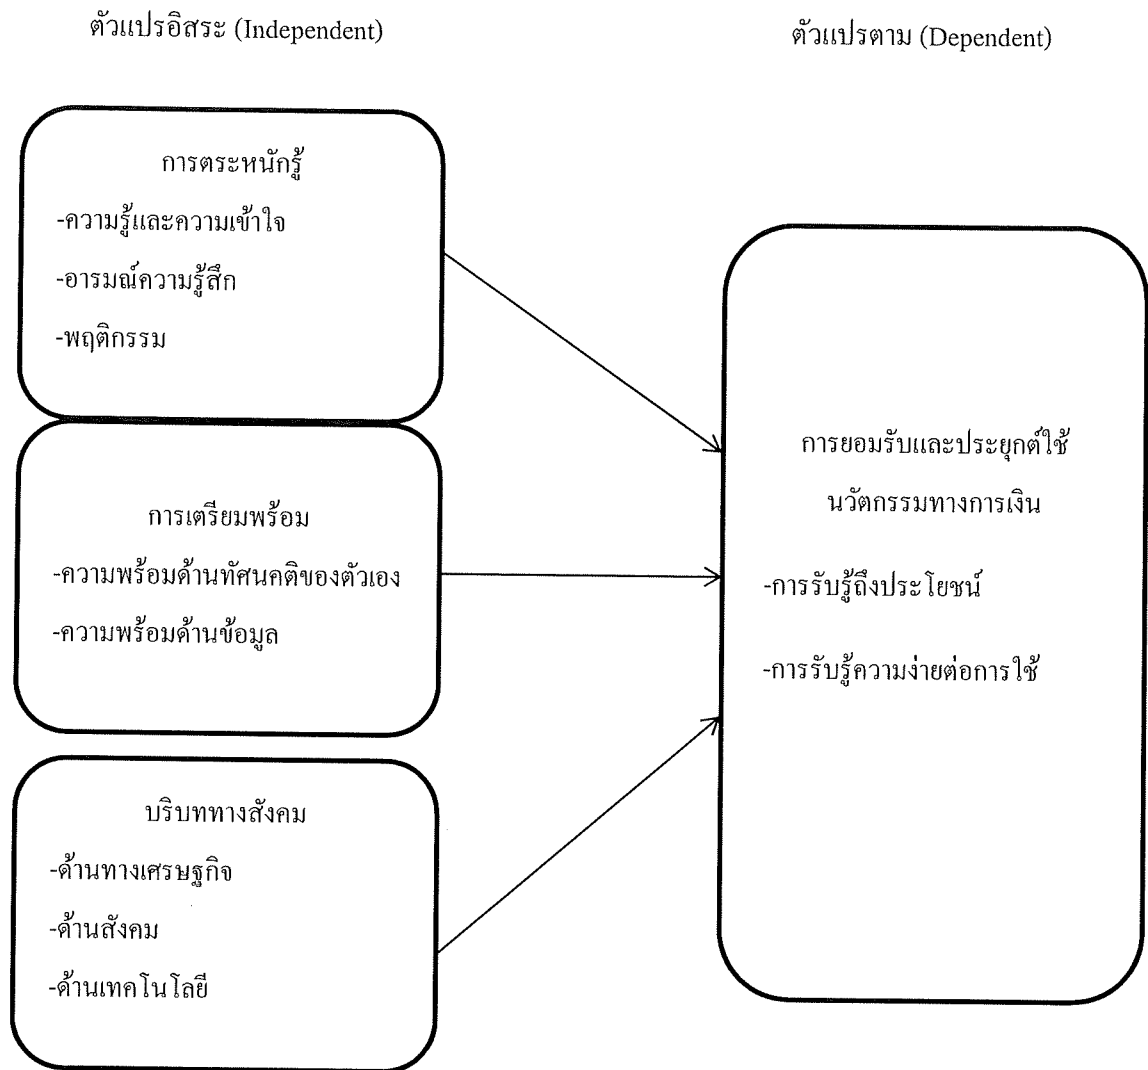 ตัวแปรอิสระ (Independent)
ตัวแปรตาม (Dependent)
การตระหนักรู้
-ความรู้และความเข้าใจ
-อารมณ์ความรู้สึก
-พฤติกรรม
การเตรียมพร้อม
-ความพร้อมด้านทัศนคติของตัวเอง
-ความพร้อมด้านข้อมูล
บริบททางสังคม
-ด้านทางเศรษฐกิจ
-ด้านสังคม
-ด้านเทคโนโลยี
การยอมรับและประยุกต์ใช้
นวัตกรรมทางการเงิน
-การรับรู้ถึงประโยชน์
-การรับรู้ความง่ายต่อการใช้